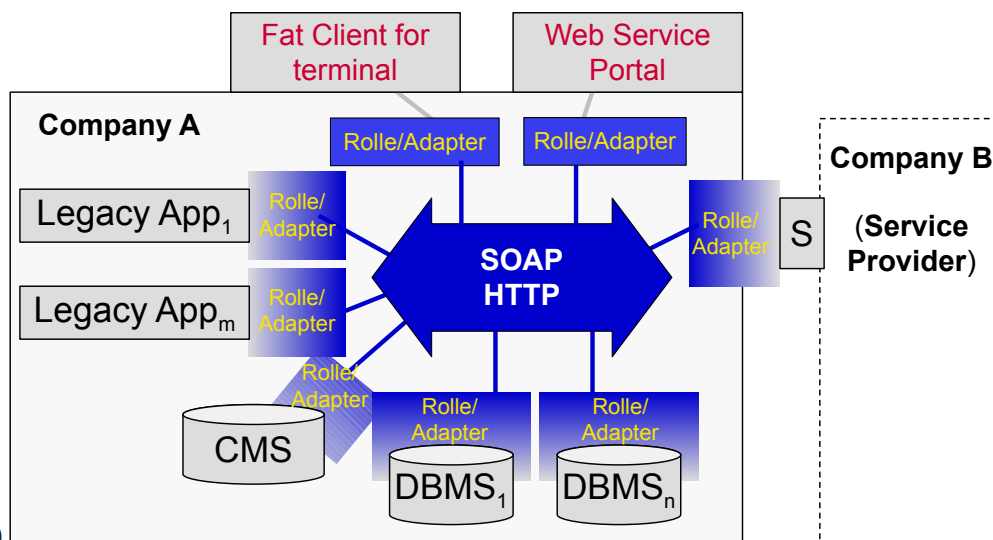 Fat Client for
terminal
Web Service
Portal
Company A
Rolle/Adapter
Rolle/Adapter
Company B
(Service
Provider)
Legacy App1
Rolle/
Adapter
Rolle/
Adapter
S
SOAP
HTTP
Legacy Appm
Rolle/
Adapter
Rolle/
Adapter
CMS
Rolle/
Adapter
DBMS1
Rolle/
Adapter
DBMSn